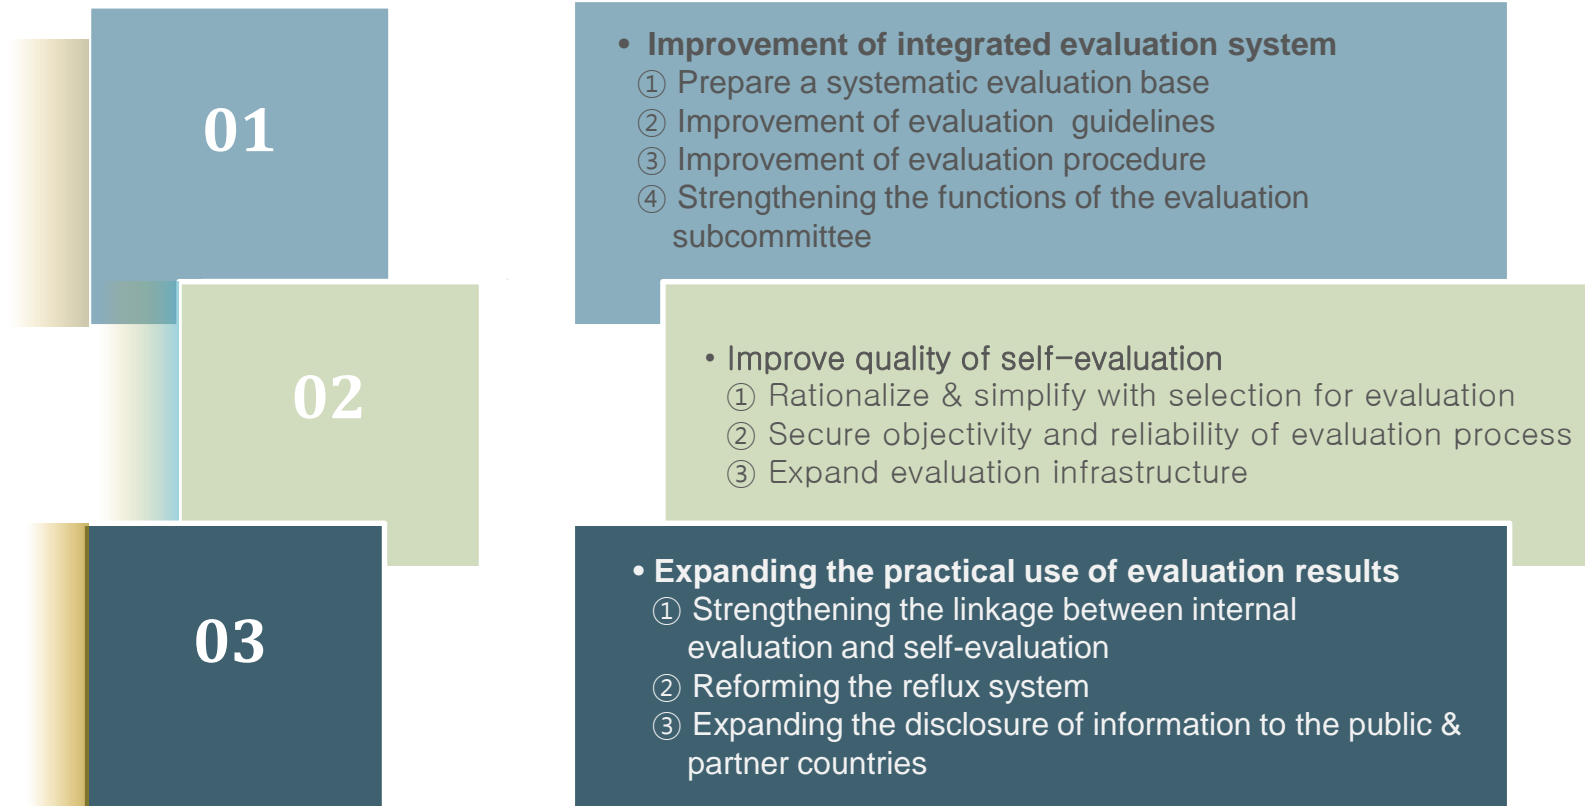 01
• Improvement of integrated evaluation system
① Prepare a systematic evaluation base
② Improvement of evaluation guidelines
③ Improvement of evaluation procedure
④ Strengthening the functions of the evaluation
subcommittee
02
• Improve quality of self-evaluation
① Rationalize & simplify with selection for evaluation
② Secure objectivity and reliability of evaluation process
③ Expand evaluation infrastructure
03
• Expanding the practical use of evaluation results
① Strengthening the linkage between internal
evaluation and self-evaluation
② Reforming the reflux system
③ Expanding the disclosure of information to the public &
partner countries